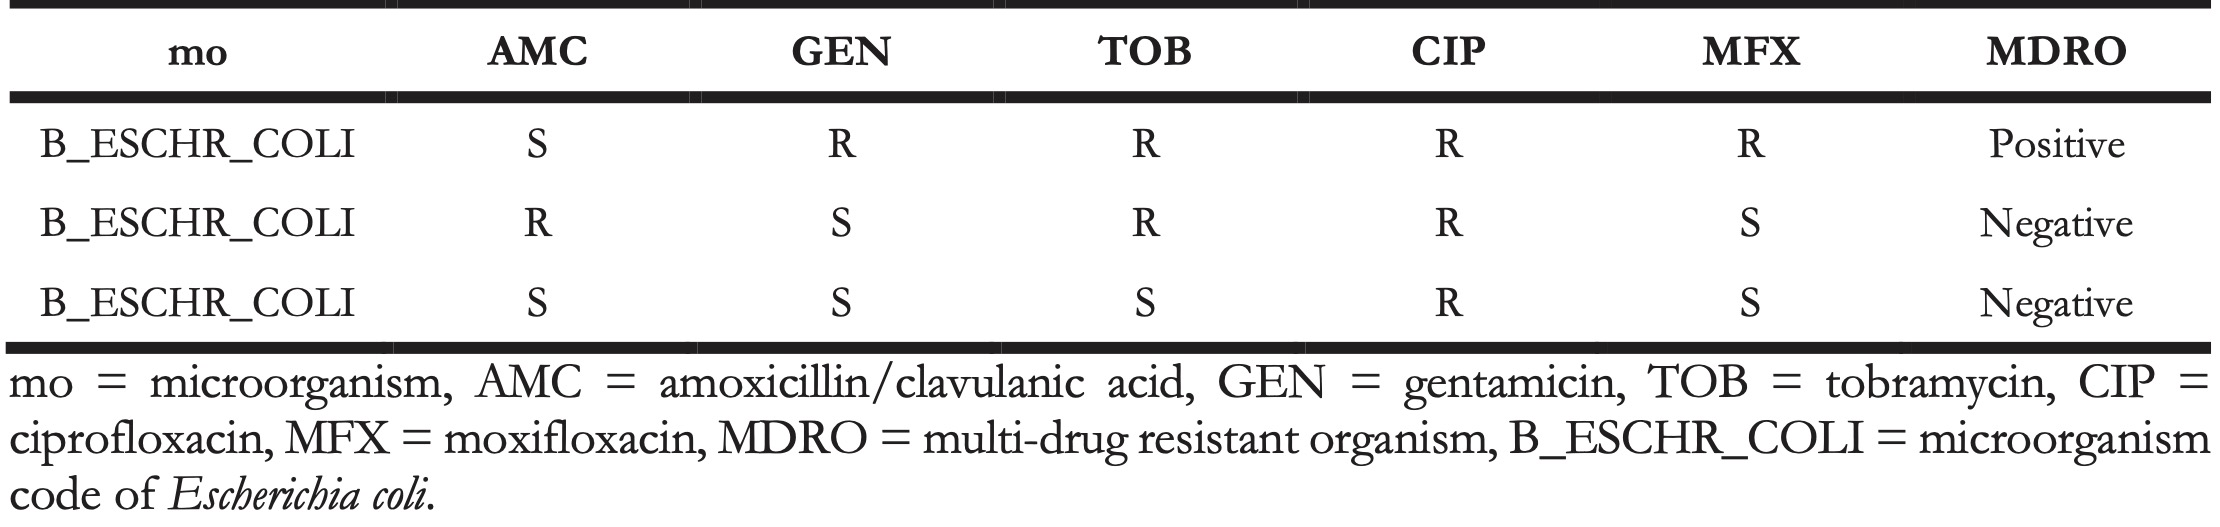 mo AMC GEN TOB CIP MFX MDRO
B_ESCHR_COLI S R R R R Positive
B_ESCHR_COLI R S R R S Negative
B_ESCHR_COLI S S S R S Negative
mo = microorganism, AMC = amoxicillin/clavulanic acid, GEN = gentamicin, TOB = tobramycin, CIP =
ciprofloxacin, MFX = moxifloxacin, MDRO = multi-drug resistant organism, B_ESCHR_COLI = microorganism
code of Escherichia coli.